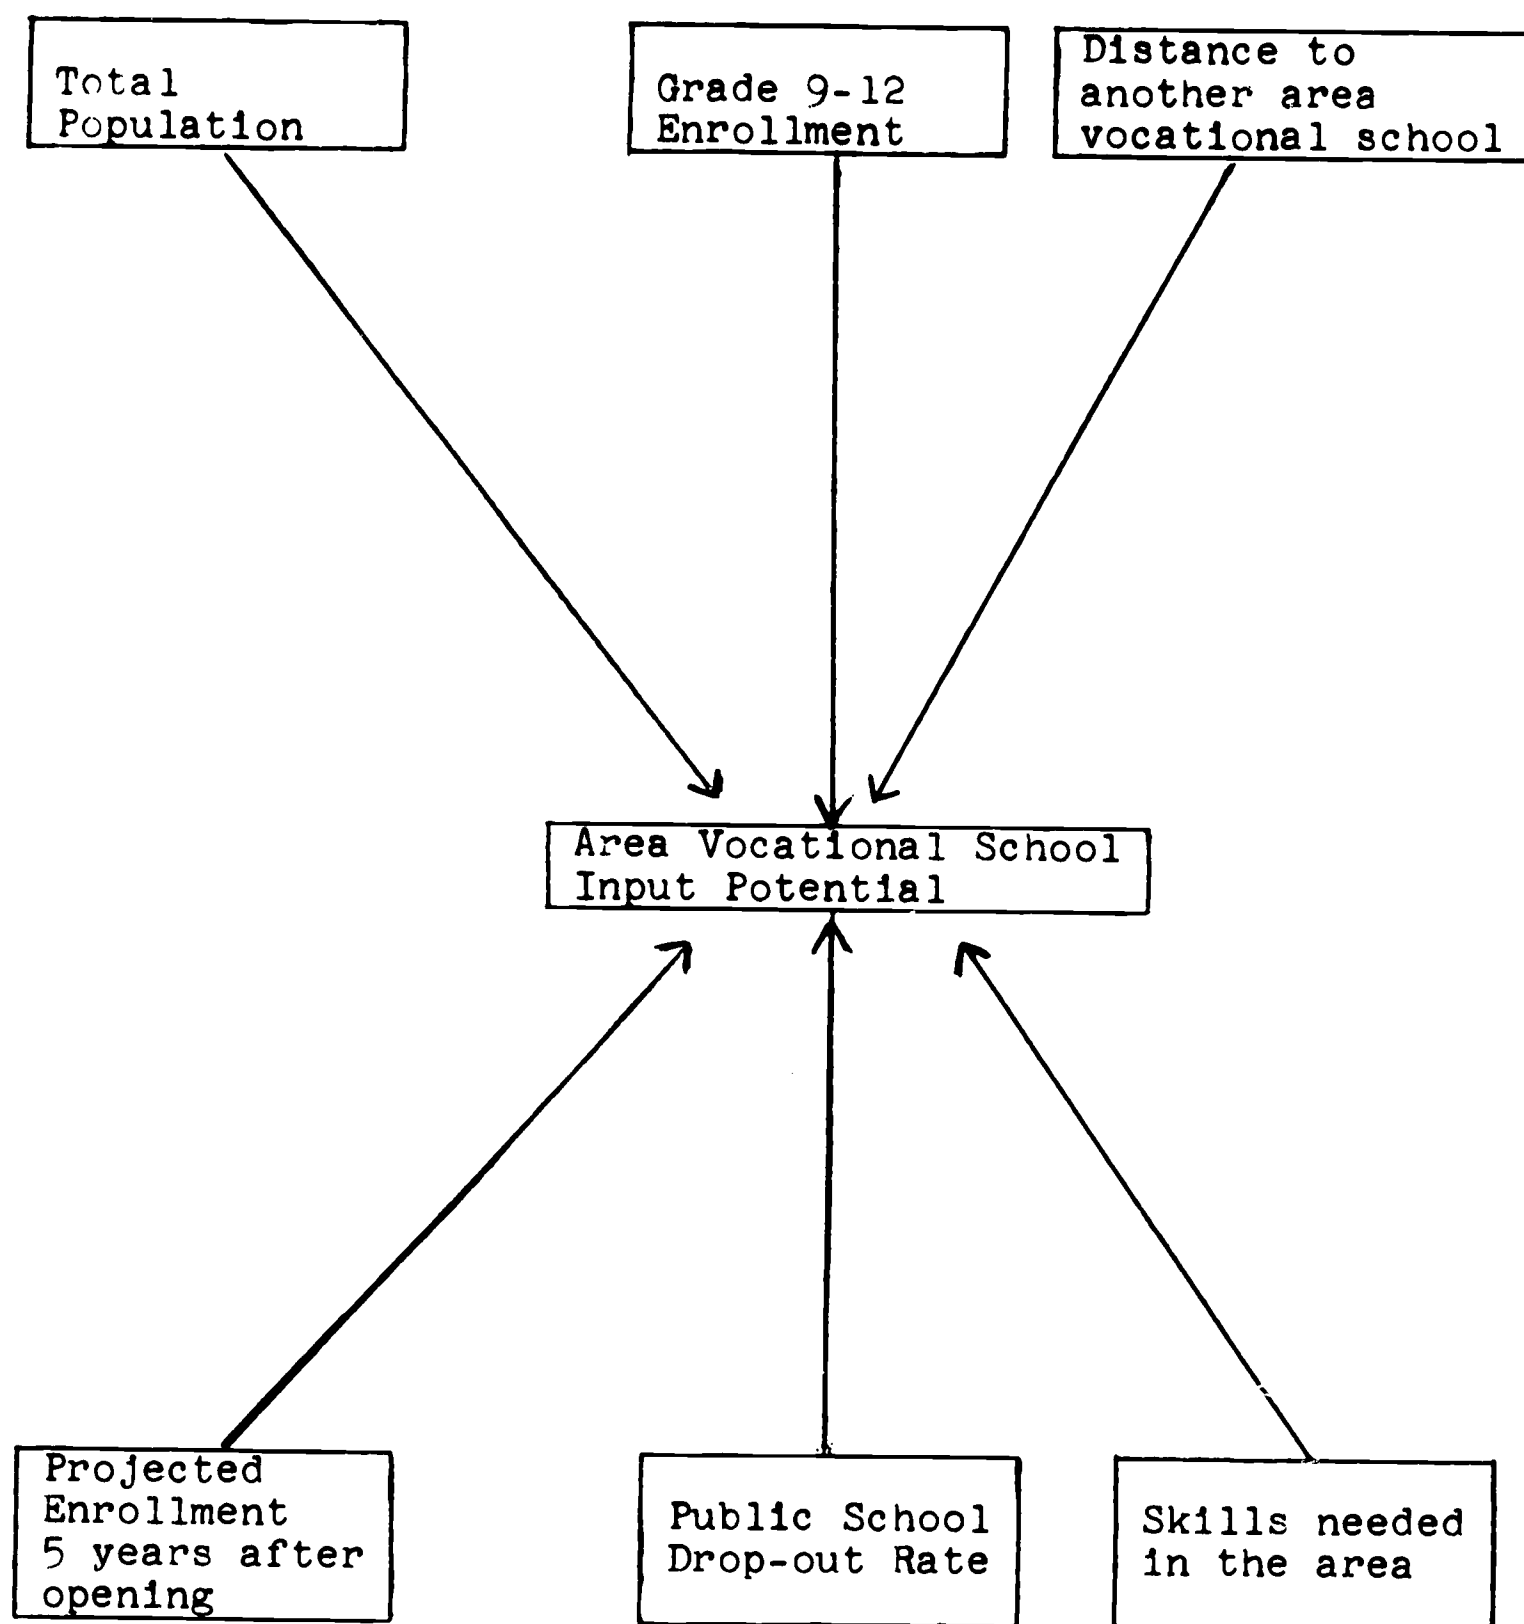 Total
Population
Grade 9-12
Enrollment
Distance to
another area
vocational school
Area Vocational School
Input Potential
Projected
Enrollment
5 years after
opening
Public School
Drop-out Rate
Skills needed
in the area